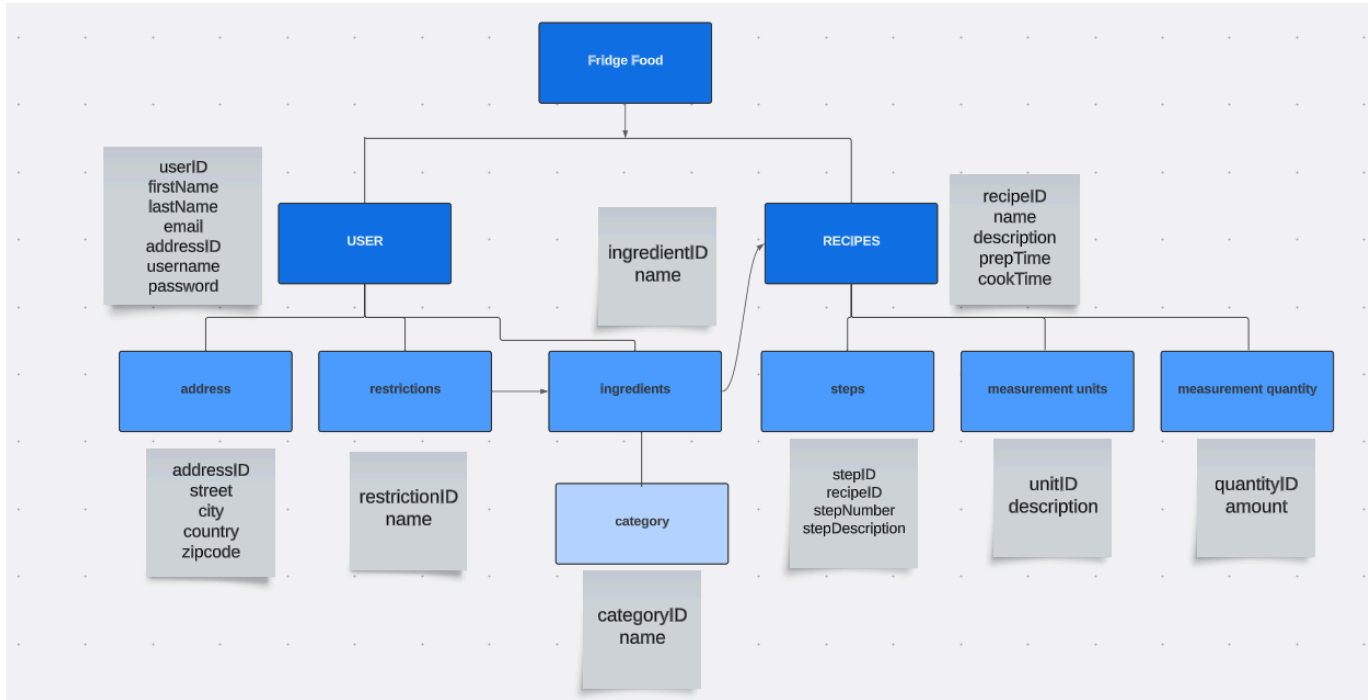 Fridge Food
userID
firstName
lastName
email
addressID
username
password
USER
ingredientID
name
RECIPES
recipeID
name
description
prepTime
cookTime
address
restrictions
ingredients
steps
measurement units
measurement quantity
addressID
street
city
country
zipcode
restrictionID
name
category
stepID
recipeID
stepNumber
stepDescription
unitID
description
quantityID
amount
categoryID
name